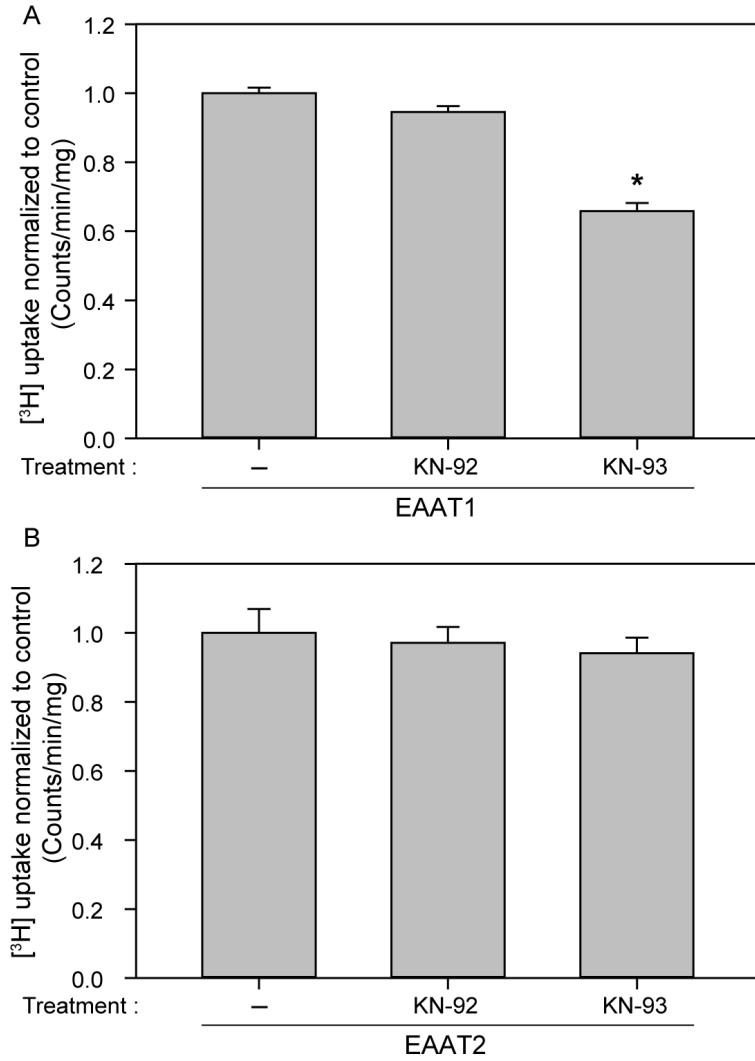 A
[³H] uptake normalized to control
(Counts/min/mg)
1.2
1.0
0.8
0.6
0.4
0.2
0.0
*
Treatment : – KN-92 KN-93
EAAT1
B
[³H] uptake normalized to control
(Counts/min/mg)
1.2
1.0
0.8
0.6
0.4
0.2
0.0
Treatment : – KN-92 KN-93
EAAT2